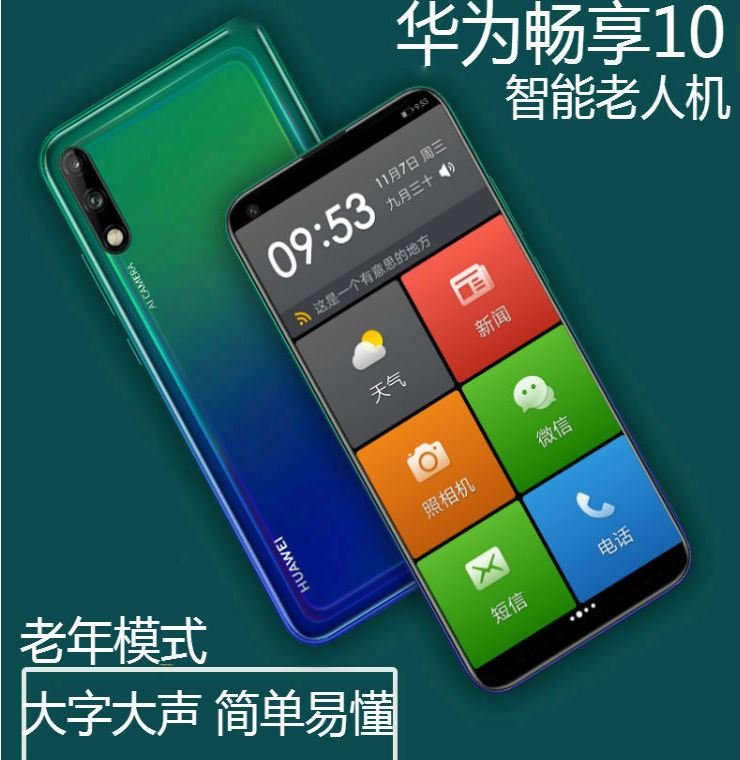 华为畅享10
智能老人机
9:53
11月7日 周三
九月三十
09:53
这是一个有意思的地方
天气
新闻
照相机
微信
短信
电话
AI CAMERA
HUAWEI
老年模式
大字大声 简单易懂